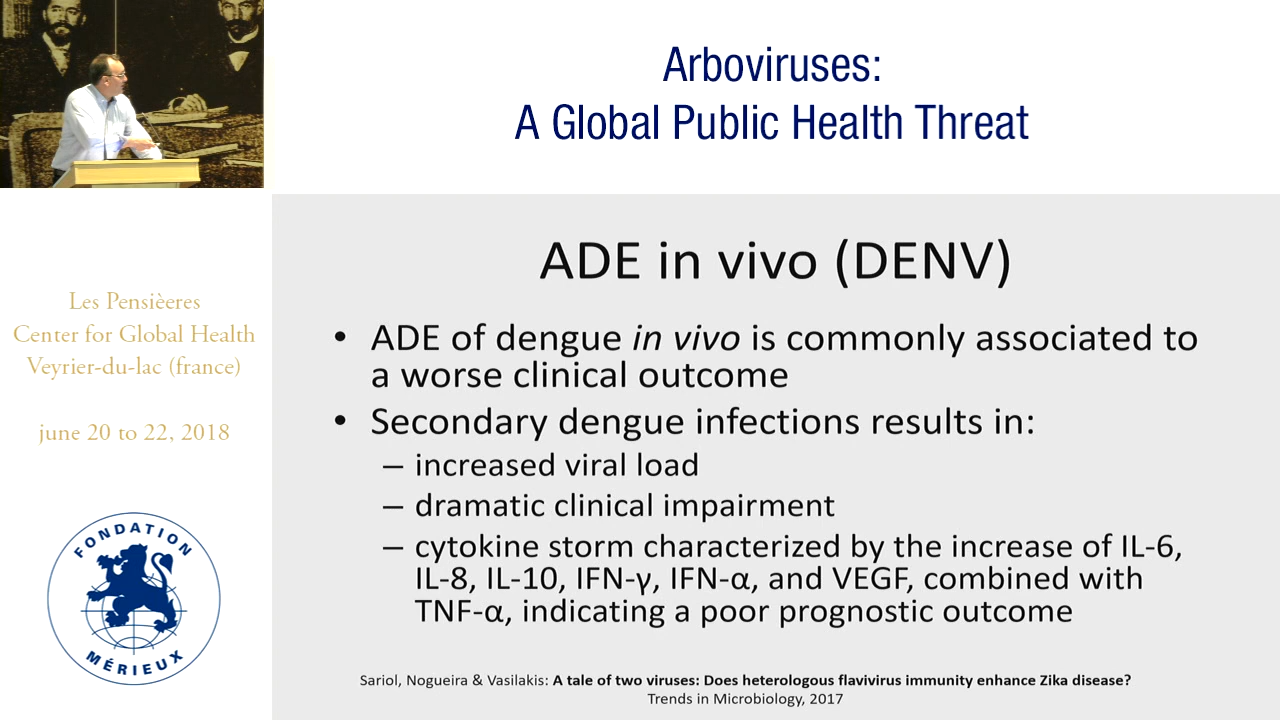 Arboviruses:
A Global Public Health Threat
Les Pensièeres
Center for Global Health
Veyrier-du-lac (france)
june 20 to 22, 2018
FONDATION
MÉRIEUX
ADE in vivo (DENV)
• ADE of dengue in vivo is commonly associated to
a worse clinical outcome
• Secondary dengue infections results in:
– increased viral load
– dramatic clinical impairment
– cytokine storm characterized by the increase of IL-6,
IL-8, IL-10, IFN-γ, IFN-α, and VEGF, combined with
TNF-α, indicating a poor prognostic outcome
Sariol, Nogueira & Vasilakis: A tale of two viruses: Does heterologous flavivirus immunity enhance Zika disease?
Trends in Microbiology, 2017